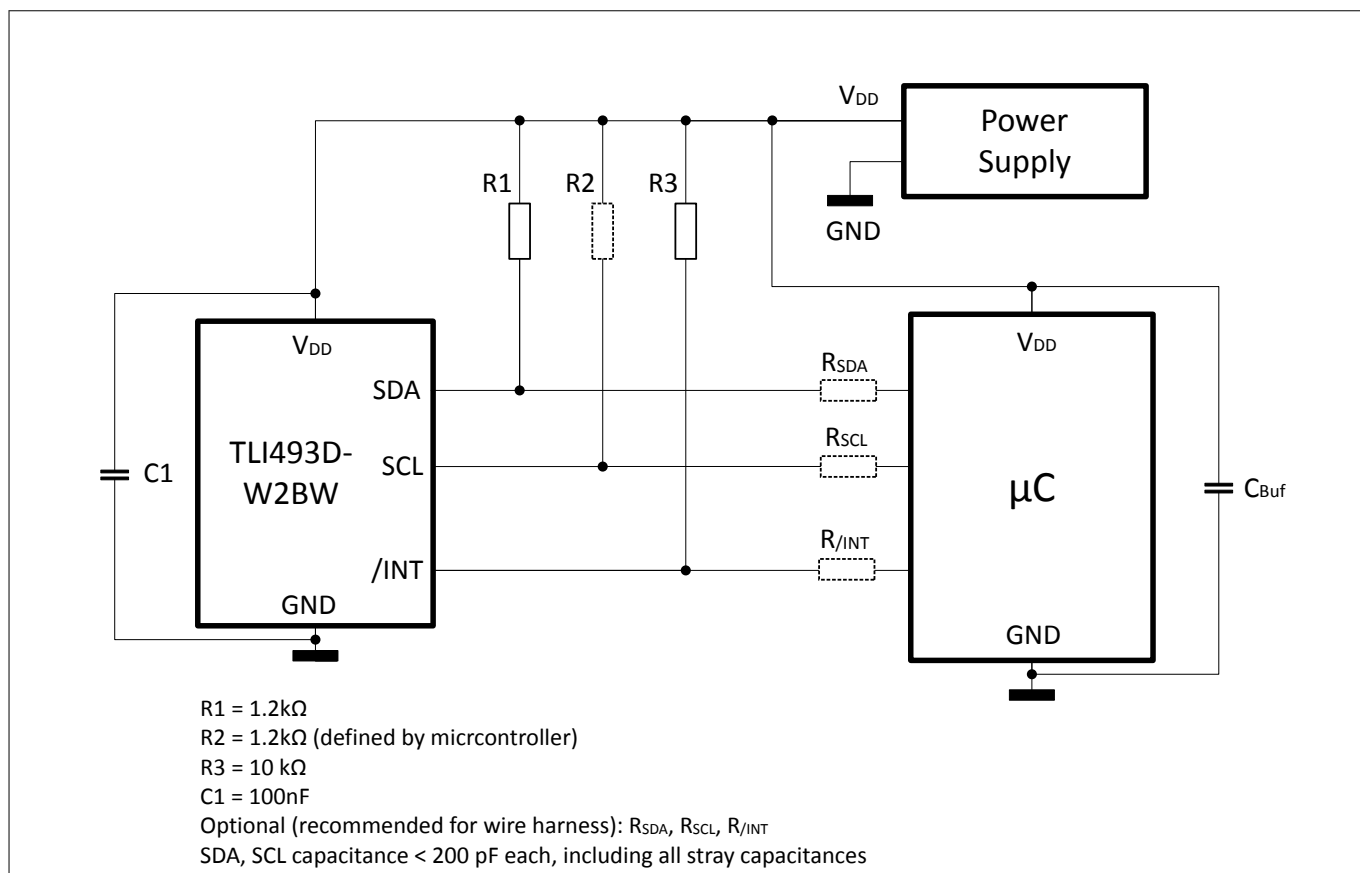 VDD
Power
Supply
GND
R1
R2
R3
VDD
SDA
SCL
/INT
GND
TLI493D-
W2BW
C1
RSDA
RSCL
R/INT
VDD
µC
GND
CBuf
R1 = 1.2kΩ
R2 = 1.2kΩ (defined by micrcontroller)
R3 = 10 kΩ
C1 = 100nF
Optional (recommended for wire harness): RSDA, RSCL, R/INT
SDA, SCL capacitance < 200 pF each, including all stray capacitances